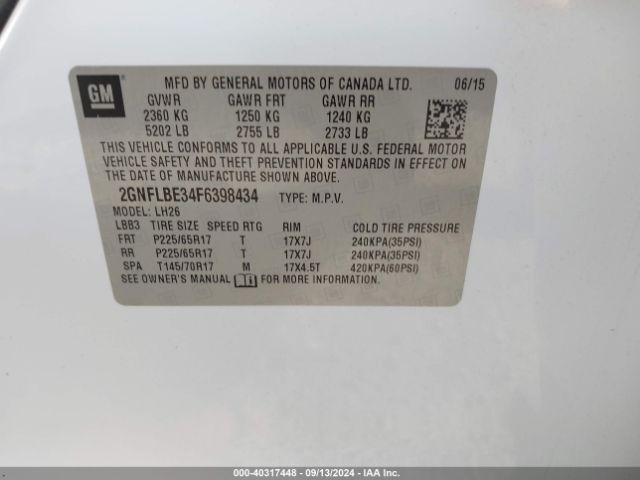 GM MFD BY GENERAL MOTORS OF CANADA LTD. 06/15
GVWR GAWR FRT GAWR RR
2360 KG 1250 KG 1240 KG
5202 LB 2755 LB 2733 LB
THIS VEHICLE CONFORMS TO ALL APPLICABLE U.S. FEDERAL MOTOR
VEHICLE SAFETY AND THEFT PREVENTION STANDARDS IN EFFECT ON
THE DATE OF MANUFACTURE SHOWN ABOVE.
2GNFLBE34F6398434 TYPE: M.P.V.
MODEL: LH26
LBB3 TIRE SIZE SPEED RTG RIM COLD TIRE PRESSURE
FRT P225/65R17 T 17X7J 240KPA(35PSI)
RR P225/65R17 T 17X7J 240KPA(35PSI)
SPA T145/70R17 M 17X4.5T 420KPA(60PSI)
SEE OWNER'S MANUAL FOR MORE INFORMATION.
000-40317448 - 09/13/2024 - IAAI.com